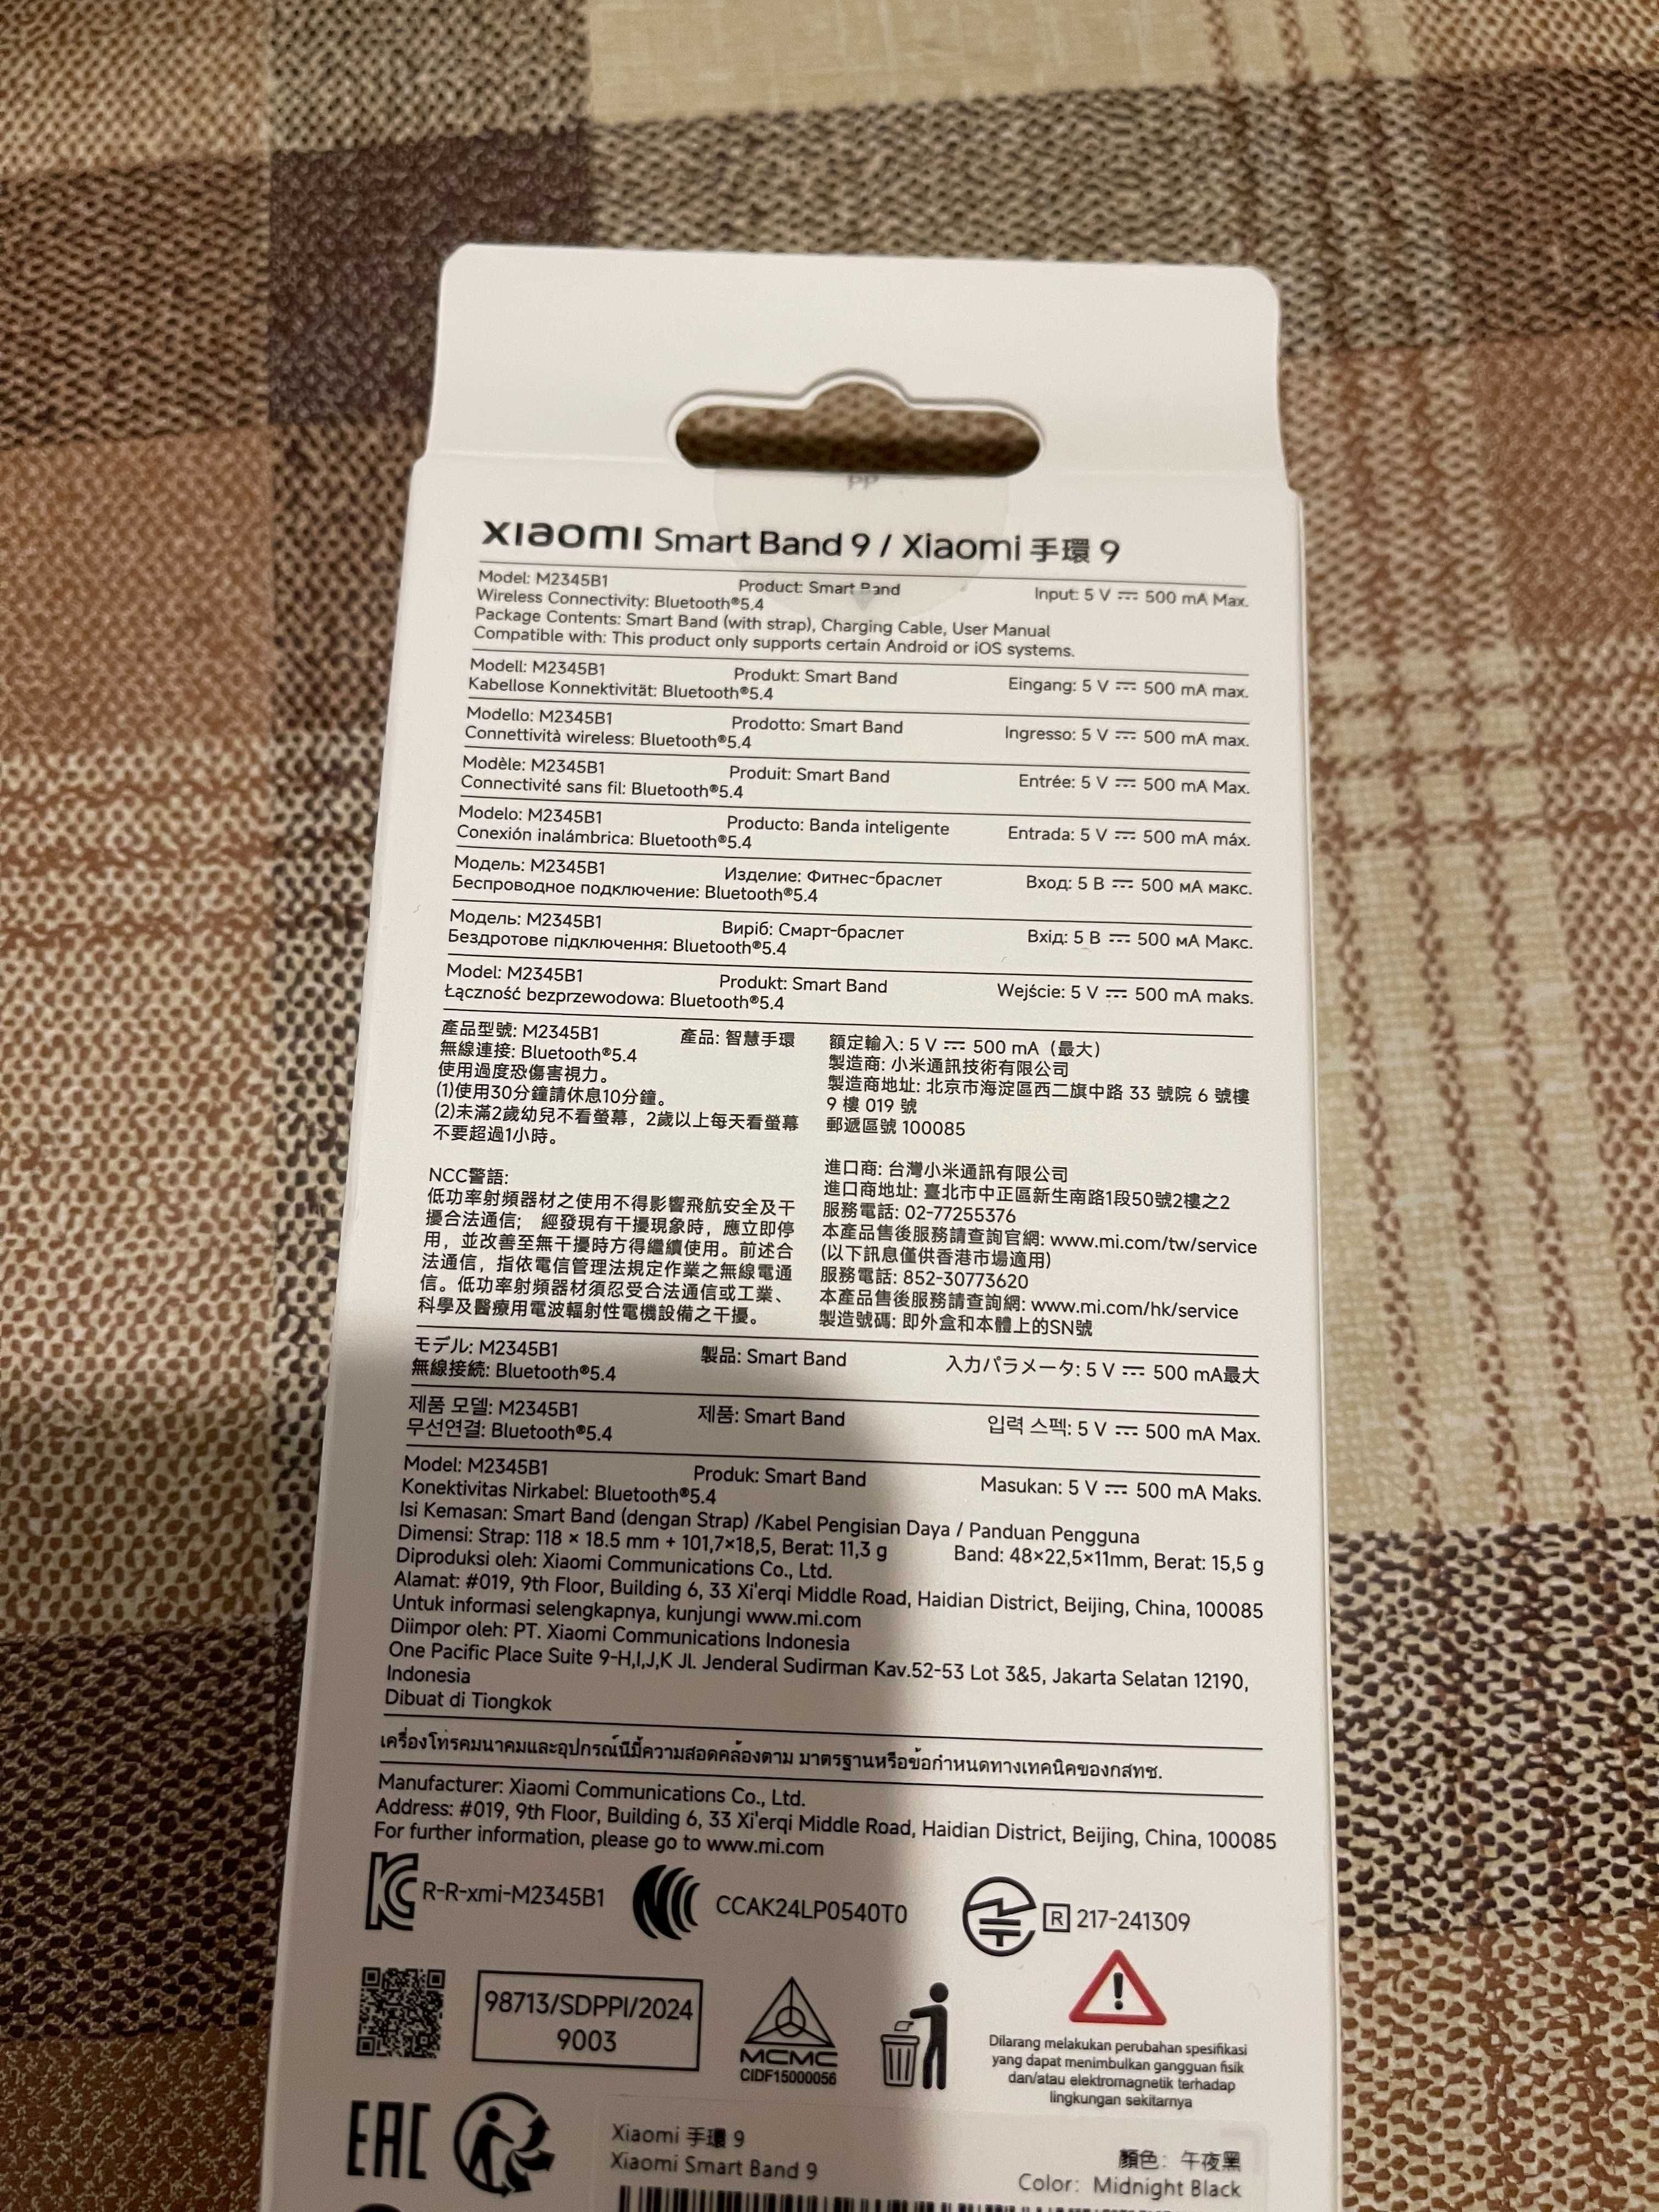 PP
xiaomi Smart Band 9 / Xiaomi 手環 9
Model: M2345B1 Product: Smart Band Input: 5 V ⎓ 500 mA Max.
Wireless Connectivity: Bluetooth®5.4
Package Contents: Smart Band (with strap), Charging Cable, User Manual
Compatible with: This product only supports certain Android or iOS systems.
Modell: M2345B1 Produkt: Smart Band Eingang: 5 V ⎓ 500 mA max.
Kabellose Konnektivität: Bluetooth®5.4
Modello: M2345B1 Prodotto: Smart Band Ingresso: 5 V ⎓ 500 mA max.
Connettività wireless: Bluetooth®5.4
Modèle: M2345B1 Produit: Smart Band Entrée: 5 V ⎓ 500 mA Max.
Connectivité sans fil: Bluetooth®5.4
Modelo: M2345B1 Producto: Banda inteligente Entrada: 5 V ⎓ 500 mA máx.
Conexión inalámbrica: Bluetooth®5.4
Модель: M2345B1 Изделие: Фитнес-браслет Вход: 5 В ⎓ 500 мА макс.
Беспроводное подключение: Bluetooth®5.4
Модель: M2345B1 Виріб: Смарт-браслет Вхід: 5 В ⎓ 500 мА Макс.
Бездротове підключення: Bluetooth®5.4
Model: M2345B1 Produkt: Smart Band Wejście: 5 V ⎓ 500 mA maks.
Łączność bezprzewodowa: Bluetooth®5.4
產品型號: M2345B1 產品: 智慧手環
無線連接: Bluetooth®5.4
使用過度恐傷害視力。
(1)使用30分鐘請休息10分鐘。
(2)未滿2歲幼兒不看螢幕，2歲以上每天看螢幕
不要超過1小時。
NCC警語:
低功率射頻器材之使用不得影響飛航安全及干
擾合法通信； 經發現有干擾現象時，應立即停
用，並改善至無干擾時方得繼續使用。前述合
法通信，指依電信管理法規定作業之無線電通
信。低功率射頻器材須忍受合法通信或工業、
科學及醫療用電波輻射性電機設備之干擾。
額定輸入: 5 V ⎓ 500 mA（最大）
製造商: 小米通訊技術有限公司
製造商地址: 北京市海淀區西二旗中路 33 號院 6 號樓
9 樓 019 號
郵遞區號 100085
進口商: 台灣小米通訊有限公司
進口商地址: 臺北市中正區新生南路1段50號2樓之2
服務電話: 02-77255376
本產品售後服務請查詢官網: www.mi.com/tw/service
(以下訊息僅供香港市場適用)
服務電話: 852-30773620
本產品售後服務請查詢網: www.mi.com/hk/service
製造號碼: 即外盒和本體上的SN號
モデル: M2345B1 製品: Smart Band 入力パラメータ: 5 V ⎓ 500 mA最大
無線接続: Bluetooth®5.4
제품 모델: M2345B1 제품: Smart Band 입력 스펙: 5 V ⎓ 500 mA Max.
무선연결: Bluetooth®5.4
Model: M2345B1 Produk: Smart Band Masukan: 5 V ⎓ 500 mA Maks.
Konektivitas Nirkabel: Bluetooth®5.4
Isi Kemasan: Smart Band (dengan Strap) /Kabel Pengisian Daya / Panduan Pengguna
Dimensi: Strap: 118 × 18.5 mm + 101,7×18,5, Berat: 11,3 g Band: 48×22,5×11mm, Berat: 15,5 g
Diproduksi oleh: Xiaomi Communications Co., Ltd.
Alamat: #019, 9th Floor, Building 6, 33 Xi'erqi Middle Road, Haidian District, Beijing, China, 100085
Untuk informasi selengkapnya, kunjungi www.mi.com
Diimpor oleh: PT. Xiaomi Communications Indonesia
One Pacific Place Suite 9-H,I,J,K Jl. Jenderal Sudirman Kav.52-53 Lot 3&5, Jakarta Selatan 12190,
Indonesia
Dibuat di Tiongkok
เครื่องโทรคมนาคมและอุปกรณ์นี้มีความสอดคล้องตาม มาตรฐานหรือข้อกำหนดทางเทคนิคของกสทช.
Manufacturer: Xiaomi Communications Co., Ltd.
Address: #019, 9th Floor, Building 6, 33 Xi'erqi Middle Road, Haidian District, Beijing, China, 100085
For further information, please go to www.mi.com
R-R-xmi-M2345B1 CCAK24LP0540T0 R 217-241309
98713/SDPPI/2024
9003
MCMC
CIDF15000056
Dilarang melakukan perubahan spesifikasi
yang dapat menimbulkan gangguan fisik
dan/atau elektromagnetik terhadap
lingkungan sekitarnya
EAC
Xiaomi 手環 9 顏色: 午夜黑
Xiaomi Smart Band 9 Color: Midnight Black